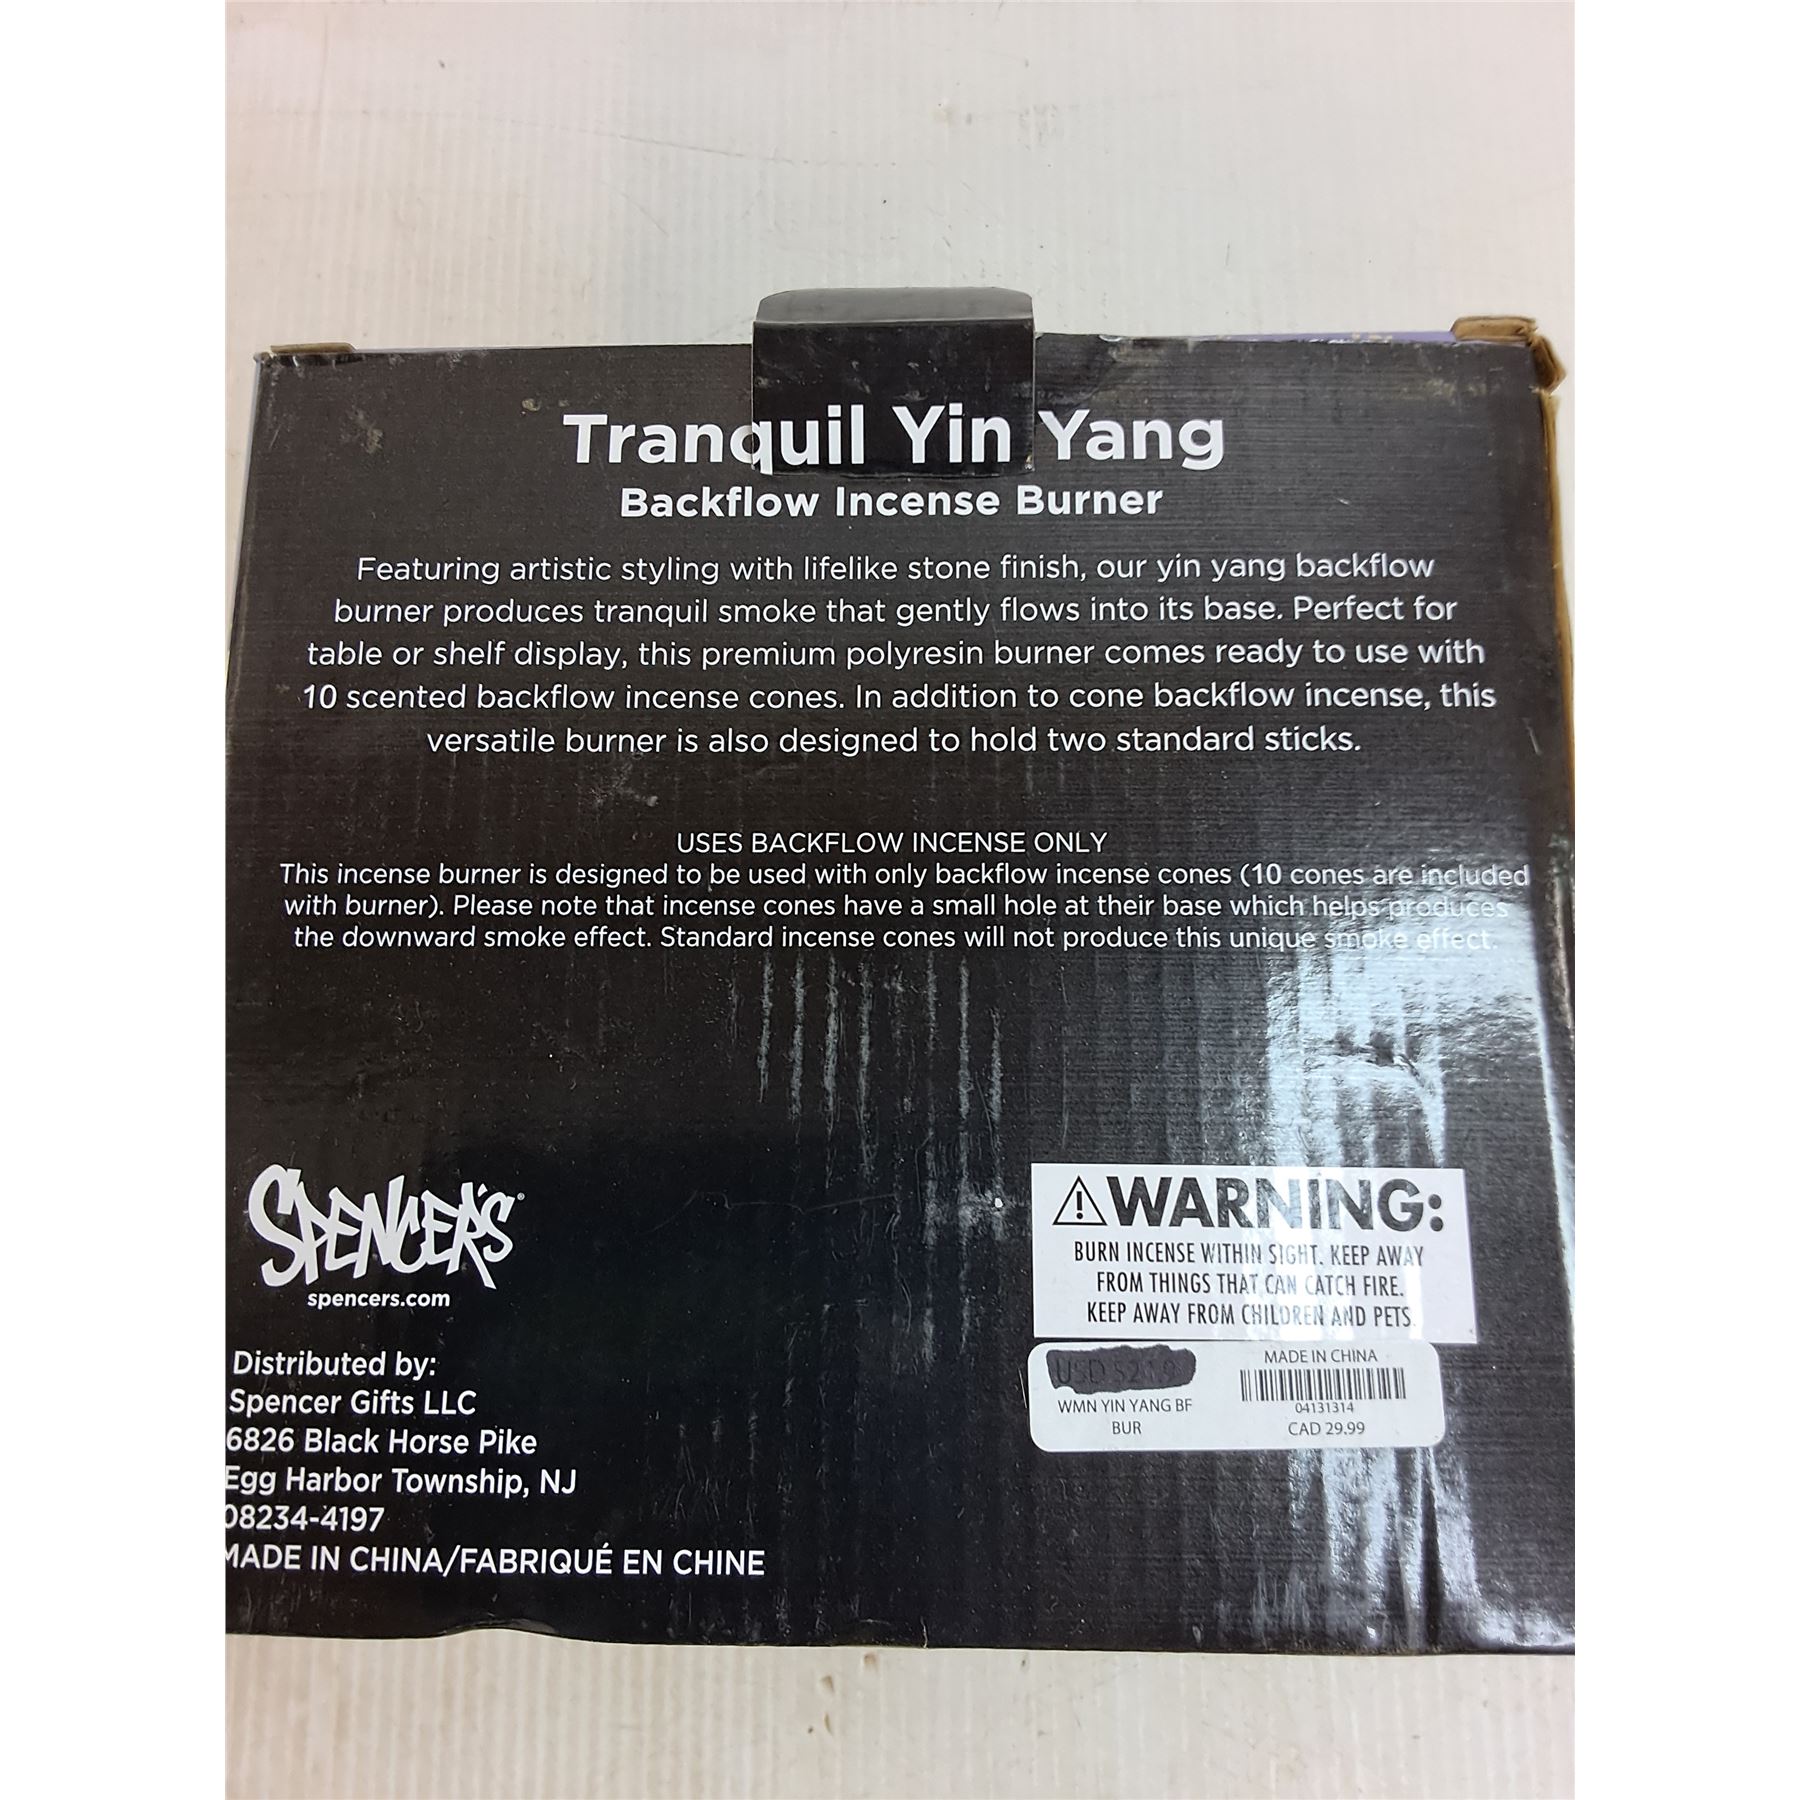 Tranquil Yin Yang
Backflow Incense Burner
Featuring artistic styling with lifelike stone finish, our yin yang backflow
burner produces tranquil smoke that gently flows into its base. Perfect for
table or shelf display, this premium polyresin burner comes ready to use with
10 scented backflow incense cones. In addition to cone backflow incense, this
versatile burner is also designed to hold two standard sticks.
USES BACKFLOW INCENSE ONLY
This incense burner is designed to be used with only backflow incense cones (10 cones are included
with burner). Please note that incense cones have a small hole at their base which helps produces
the downward smoke effect. Standard incense cones will not produce this unique smoke effect.
SPENCER'S
spencers.com
Distributed by:
Spencer Gifts LLC
6826 Black Horse Pike
Egg Harbor Township, NJ
08234-4197
MADE IN CHINA/FABRIQUÉ EN CHINE
WARNING:
BURN INCENSE WITHIN SIGHT. KEEP AWAY
FROM THINGS THAT CAN CATCH FIRE.
KEEP AWAY FROM CHILDREN AND PETS.
USD
WMN YIN YANG BF
BUR
MADE IN CHINA
04131314
CAD 29.99